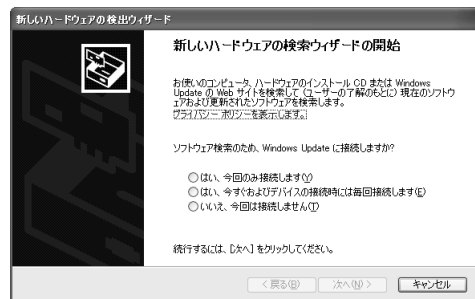 新しいハードウェアの検出ウィザード
新しいハードウェアの検索ウィザードの開始
お使いのコンピュータ、ハードウェアのインストール CD または Windows
Update の Web サイトを検索して (ユーザーの了解のもとに) 現在のソフトウ
ェアおよび更新されたソフトウェアを検索します。
プライバシー ポリシーを表示します。
ソフトウェア検索のため、Windows Update に接続しますか?
はい、今回のみ接続します(Y)
はい、今すぐおよびデバイスの接続時には毎回接続します(E)
いいえ、今回は接続しません(T)
続行するには、[次へ] をクリックしてください。
< 戻る(B)
次へ(N) >
キャンセル